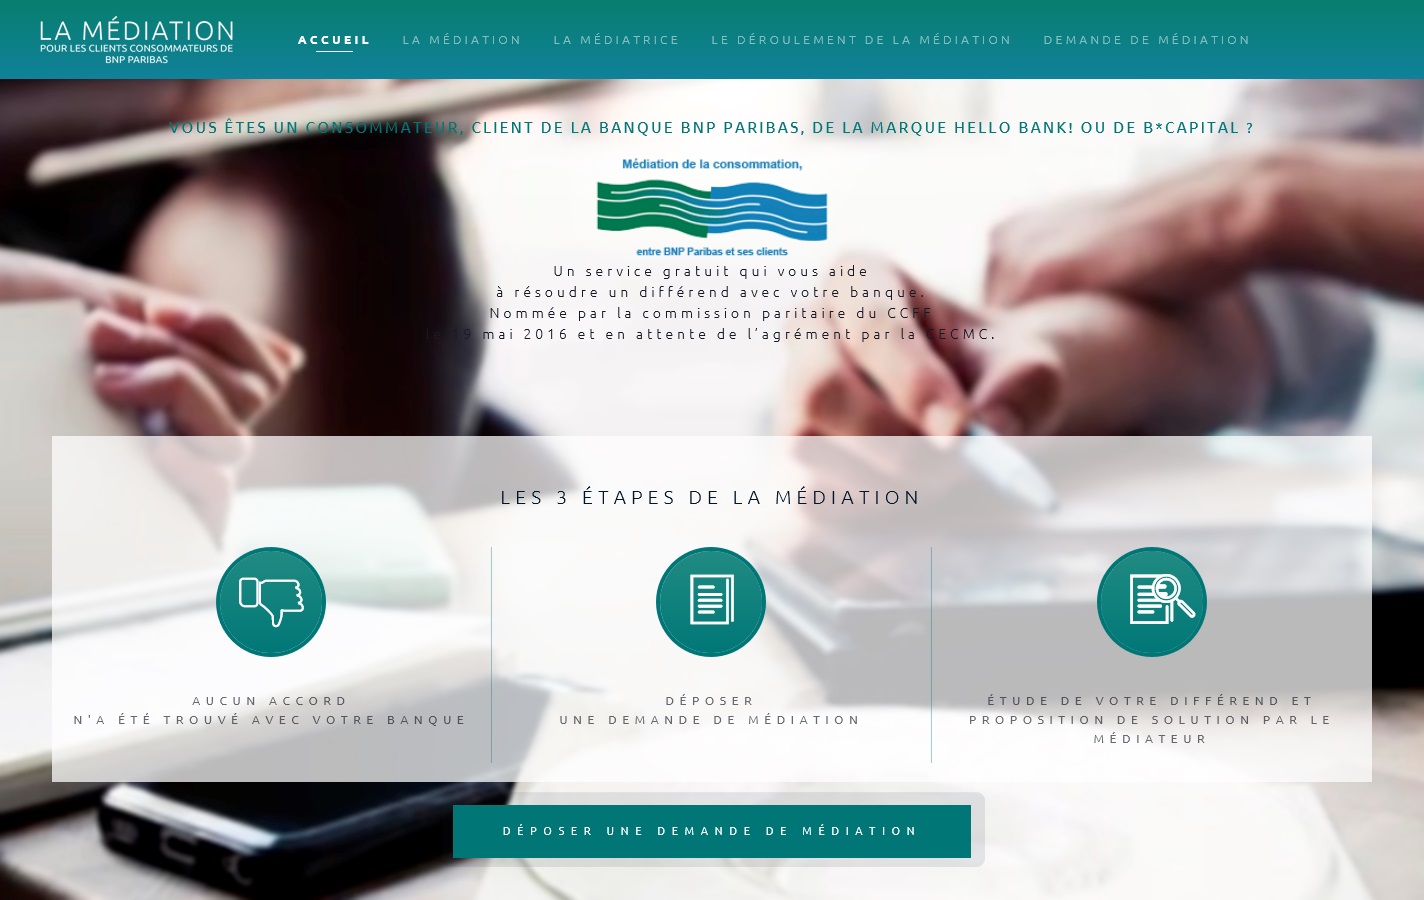 LA MÉDIATION
POUR LES CLIENTS CONSOMMATEURS DE
BNP PARIBAS
ACCUEIL
LA MÉDIATION
LA MÉDIATRICE
LE DÉROULEMENT DE LA MÉDIATION
DEMANDE DE MÉDIATION
VOUS ÊTES UN CONSOMMATEUR, CLIENT DE LA BANQUE BNP PARIBAS, DE LA MARQUE HELLO BANK! OU DE B*CAPITAL ?
Médiation de la consommation,
entre BNP Paribas et ses clients
Un service gratuit qui vous aide
à résoudre un différend avec votre banque.
Nommée par la commission paritaire du CCFF
le 19 mai 2016 et en attente de l’agrément par la CECMC.
LES 3 ÉTAPES DE LA MÉDIATION
AUCUN ACCORD
N'A ÉTÉ TROUVÉ AVEC VOTRE BANQUE
DÉPOSER
UNE DEMANDE DE MÉDIATION
ÉTUDE DE VOTRE DIFFÉREND ET
PROPOSITION DE SOLUTION PAR LE
MÉDIATEUR
DÉPOSER UNE DEMANDE DE MÉDIATION